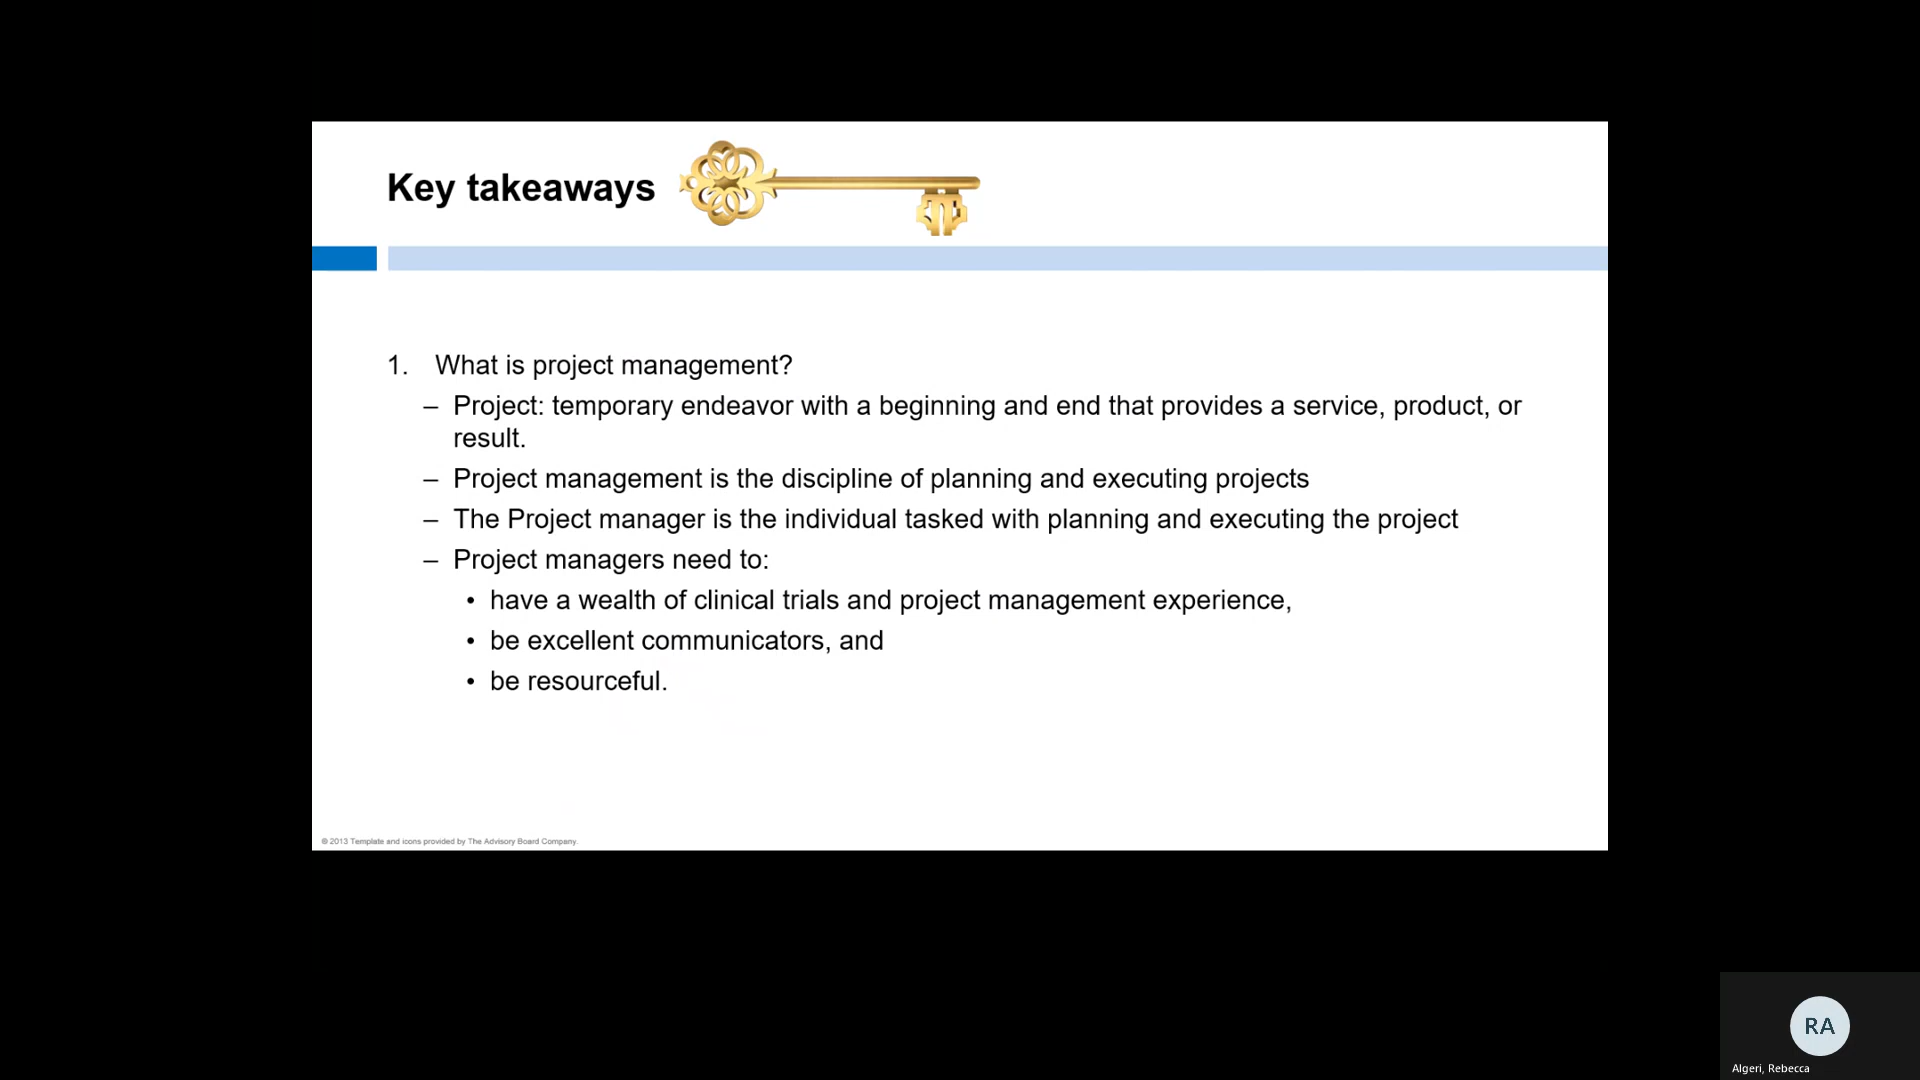 Key takeaways
1. What is project management?
– Project: temporary endeavor with a beginning and end that provides a service, product, or
result.
– Project management is the discipline of planning and executing projects
– The Project manager is the individual tasked with planning and executing the project
– Project managers need to:
• have a wealth of clinical trials and project management experience,
• be excellent communicators, and
• be resourceful.
© 2013 Template and icons provided by The Advisory Board Company.
RA
Algeri, Rebecca